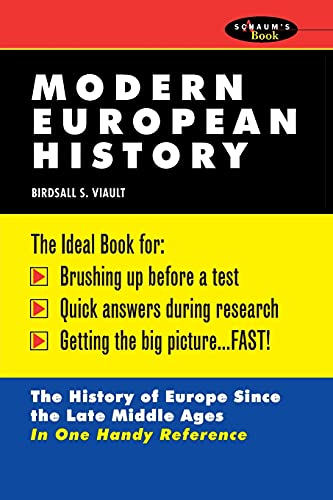 SCHAUM'S
Book
MODERN
EUROPEAN
HISTORY
BIRDSALL S. VIAULT
The Ideal Book for:
Brushing up before a test
Quick answers during research
Getting the big picture...FAST!
The History of Europe Since
the Late Middle Ages
In One Handy Reference